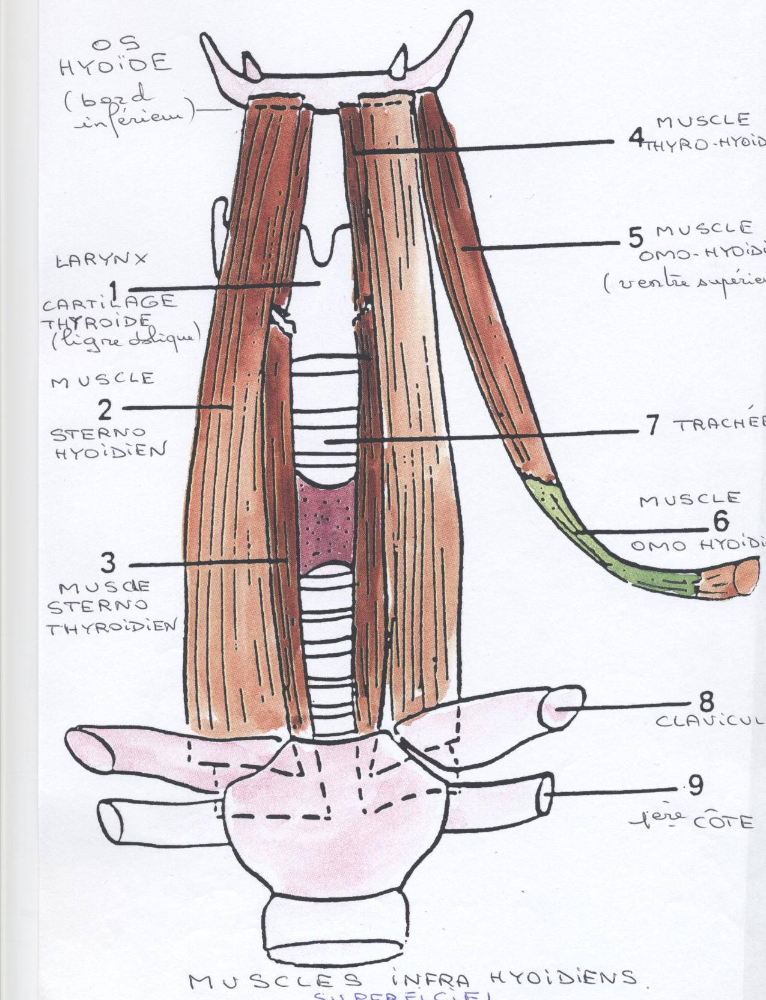 OS
HYOÏDE
(bord
inférieur)
LARYNX
1
CARTILAGE
THYROÏDE
(ligne oblique)
MUSCLE
2
STERNO
HYOÏDIEN
3
MUSCLE
STERNO
THYROÏDIEN
MUSCLE
4
THYRO-HYOÏD
5 MUSCLE
OMO-HYOÏDI
(ventre supérieu
7 TRACHÉE
MUSCLE
6
OMO HYOÏDI
8
CLAVICUL
9
1ère CÔTE
MUSCLES INFRA HYOÏDIENS.
SUPERFICIEL